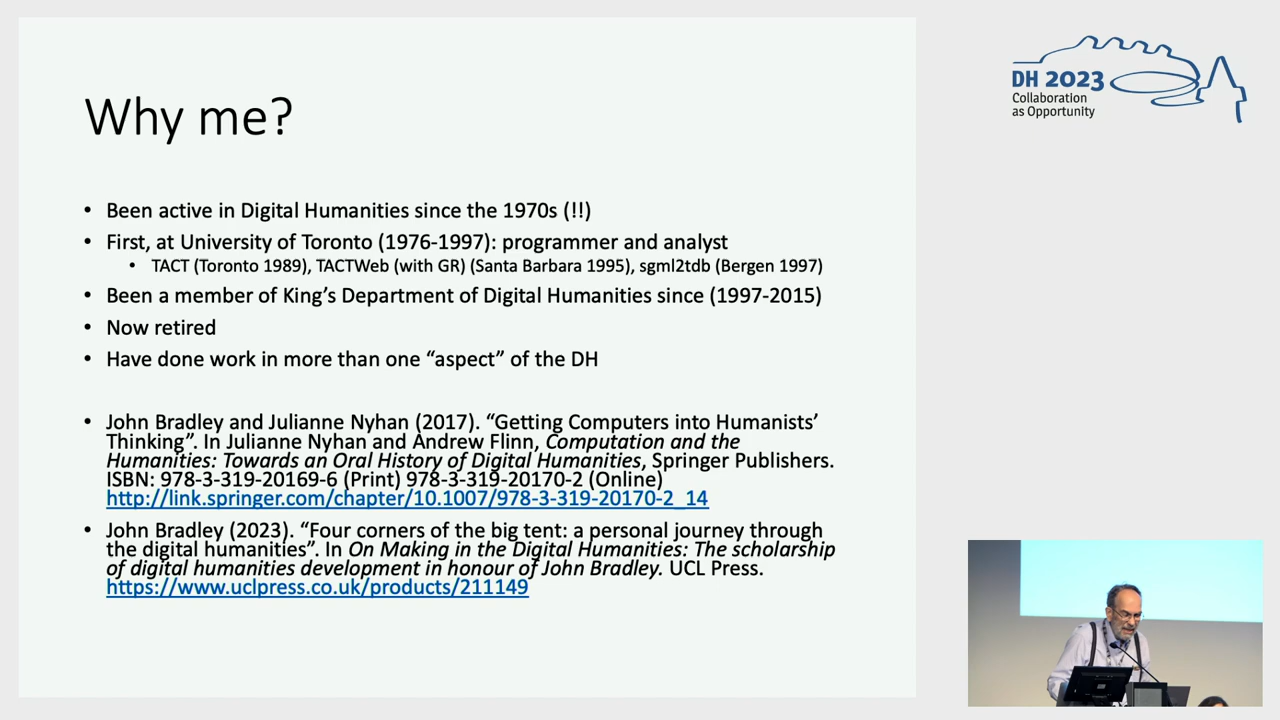 Why me?
• Been active in Digital Humanities since the 1970s (!!)
• First, at University of Toronto (1976-1997): programmer and analyst
• TACT (Toronto 1989), TACTWeb (with GR) (Santa Barbara 1995), sgml2tdb (Bergen 1997)
• Been a member of King’s Department of Digital Humanities since (1997-2015)
• Now retired
• Have done work in more than one “aspect” of the DH
• John Bradley and Julianne Nyhan (2017). “Getting Computers into Humanists’
Thinking”. In Julianne Nyhan and Andrew Flinn, Computation and the
Humanities: Towards an Oral History of Digital Humanities, Springer Publishers.
ISBN: 978-3-319-20169-6 (Print) 978-3-319-20170-2 (Online)
http://link.springer.com/chapter/10.1007/978-3-319-20170-2_14
• John Bradley (2023). “Four corners of the big tent: a personal journey through
the digital humanities”. In On Making in the Digital Humanities: The scholarship
of digital humanities development in honour of John Bradley. UCL Press.
https://www.uclpress.co.uk/products/211149
DH 2023
Collaboration
as Opportunity